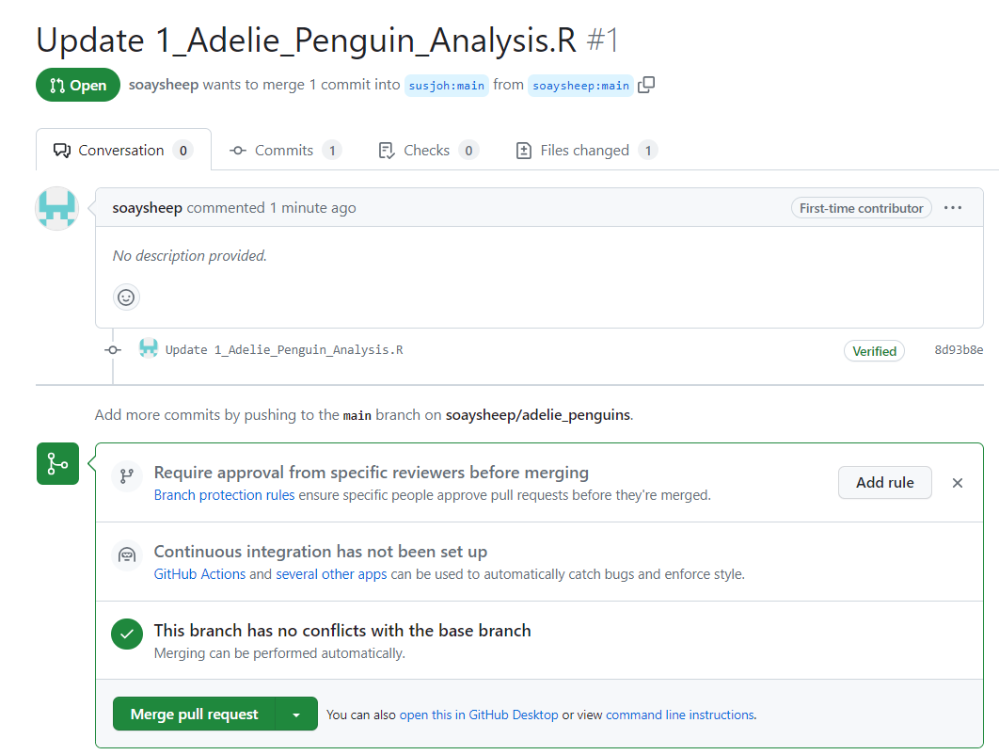 Update 1_Adelie_Penguin_Analysis.R #1
Open soaysheep wants to merge 1 commit into susjoh:main from soaysheep:main
Conversation 0 Commits 1 Checks 0 Files changed 1
soaysheep commented 1 minute ago First-time contributor
No description provided.
Update 1_Adelie_Penguin_Analysis.R Verified 8d93b8e
Add more commits by pushing to the main branch on soaysheep/adelie_penguins.
Require approval from specific reviewers before merging
Branch protection rules ensure specific people approve pull requests before they're merged.
Add rule
Continuous integration has not been set up
GitHub Actions and several other apps can be used to automatically catch bugs and enforce style.
This branch has no conflicts with the base branch
Merging can be performed automatically.
Merge pull request You can also open this in GitHub Desktop or view command line instructions.